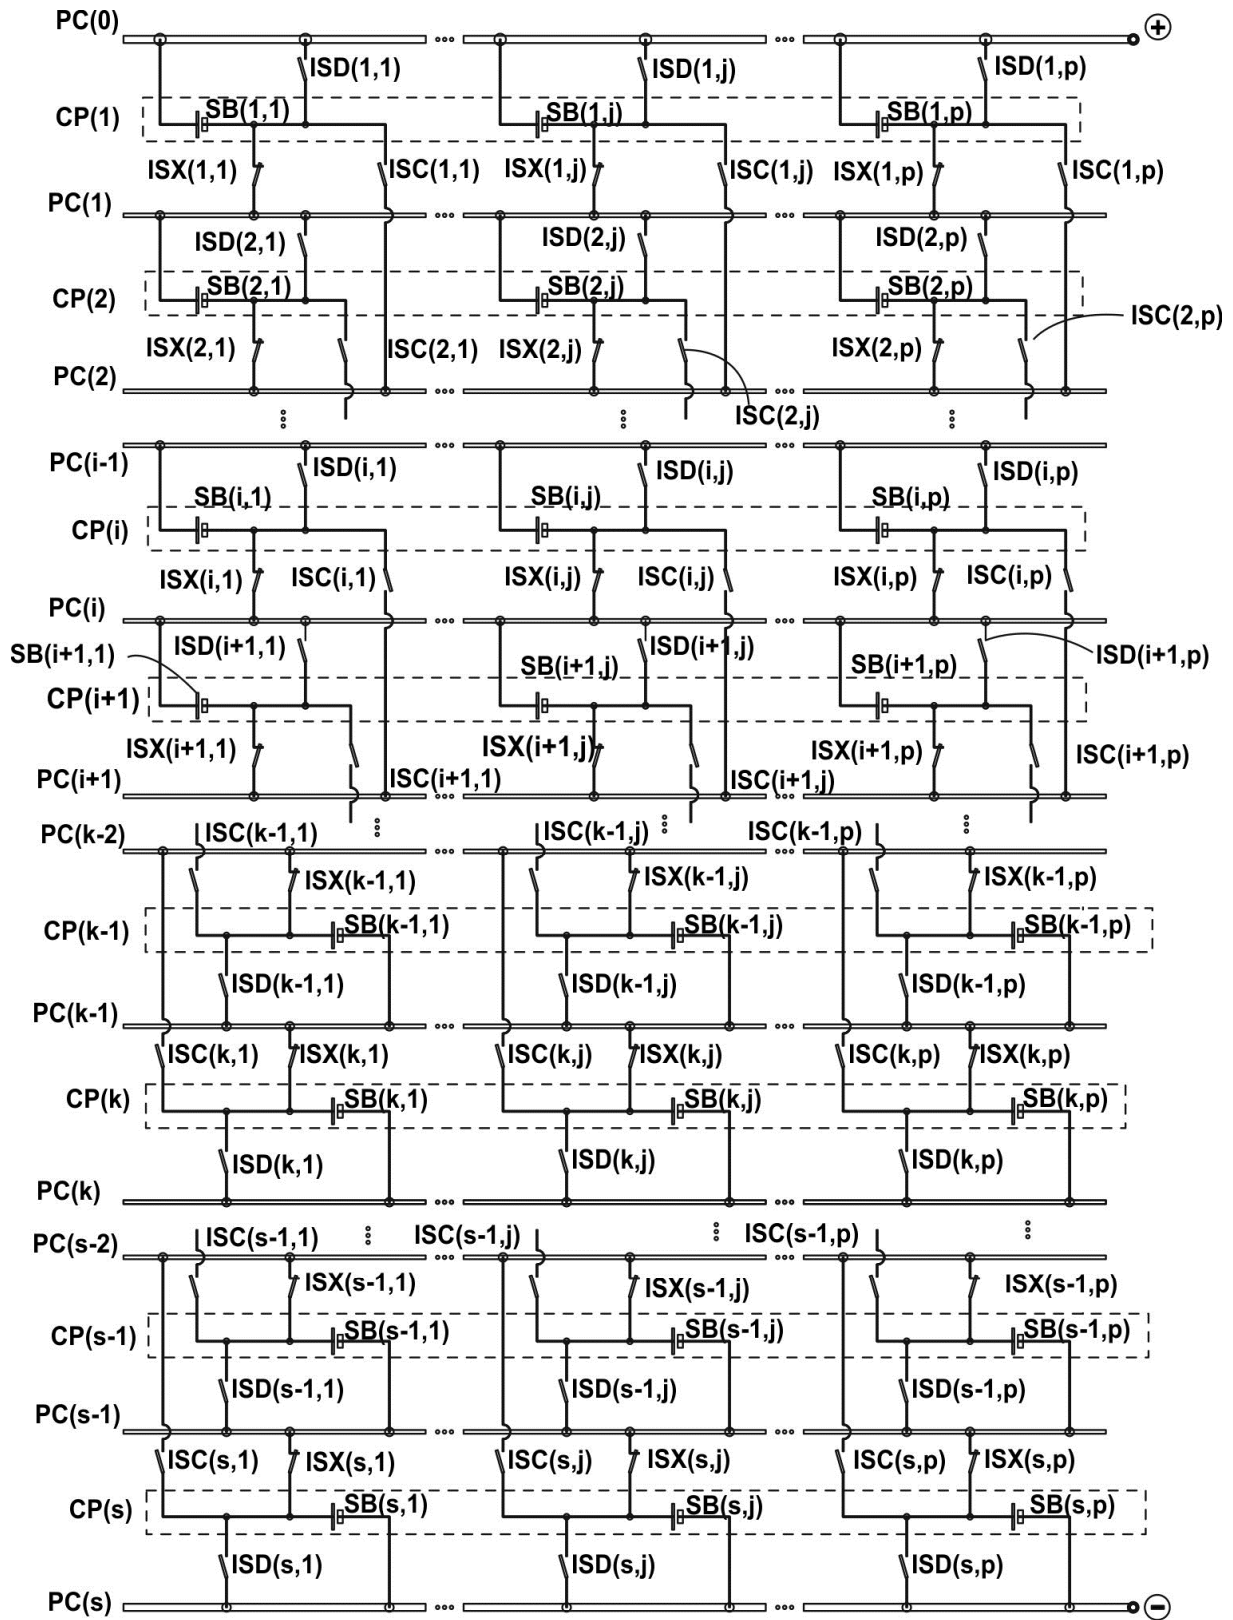 PC(0) +
ISD(1,1) ISD(1,j) ISD(1,p)
CP(1) SB(1,1) SB(1,j) SB(1,p)
ISX(1,1) ISC(1,1) ISX(1,j) ISC(1,j) ISX(1,p) ISC(1,p)
PC(1)
ISD(2,1) ISD(2,j) ISD(2,p)
CP(2) SB(2,1) SB(2,j) SB(2,p)
ISC(2,p)
ISX(2,1) ISC(2,1) ISX(2,j) ISX(2,p)
PC(2)
ISC(2,j)
PC(i-1) ISD(i,1) ISD(i,j) ISD(i,p)
SB(i,1) SB(i,j) SB(i,p)
CP(i)
ISX(i,1) ISC(i,1) ISX(i,j) ISC(i,j) ISX(i,p) ISC(i,p)
PC(i)
ISD(i+1,1) ISD(i+1,j) ISD(i+1,p)
SB(i+1,1) SB(i+1,j) SB(i+1,p)
CP(i+1)
ISX(i+1,1) ISX(i+1,j) ISX(i+1,p) ISC(i+1,p)
PC(i+1) ISC(i+1,1) ISC(i+1,j)
PC(k-2) ISC(k-1,1) ISC(k-1,j) ISC(k-1,p)
ISX(k-1,1) ISX(k-1,j) ISX(k-1,p)
CP(k-1) SB(k-1,1) SB(k-1,j) SB(k-1,p)
ISD(k-1,1) ISD(k-1,j) ISD(k-1,p)
PC(k-1)
ISC(k,1) ISX(k,1) ISC(k,j) ISX(k,j) ISC(k,p) ISX(k,p)
CP(k) SB(k,1) SB(k,j) SB(k,p)
ISD(k,1) ISD(k,j) ISD(k,p)
PC(k)
PC(s-2) ISC(s-1,1) ISC(s-1,j) ISC(s-1,p)
ISX(s-1,1) ISX(s-1,j) ISX(s-1,p)
CP(s-1) SB(s-1,1) SB(s-1,j) SB(s-1,p)
ISD(s-1,1) ISD(s-1,j) ISD(s-1,p)
PC(s-1)
ISC(s,1) ISX(s,1) ISC(s,j) ISX(s,j) ISC(s,p) ISX(s,p)
CP(s) SB(s,1) SB(s,j) SB(s,p)
ISD(s,1) ISD(s,j) ISD(s,p)
PC(s) −